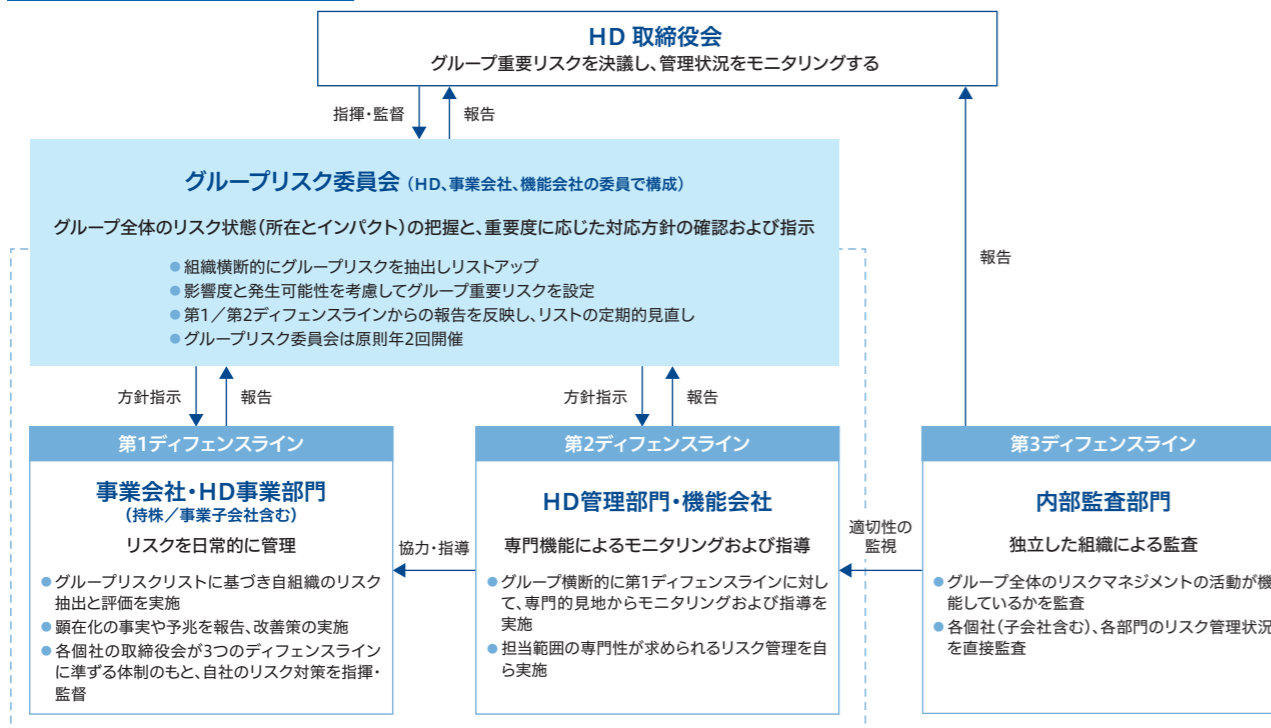 HD 取締役会
グループ重要リスクを決議し、管理状況をモニタリングする
指揮・監督
報告
グループリスク委員会（HD、事業会社、機能会社の委員で構成）
グループ全体のリスク状態（所在とインパクト）の把握と、重要度に応じた対応方針の確認および指示
● 組織横断的にグループリスクを抽出しリストアップ
● 影響度と発生可能性を考慮してグループ重要リスクを設定
● 第1／第2ディフェンスラインからの報告を反映し、リストの定期的見直し
● グループリスク委員会は原則年2回開催
報告
方針指示
報告
方針指示
報告
第1ディフェンスライン
事業会社・HD事業部門
（持株／事業子会社含む）
リスクを日常的に管理
● グループリスクリストに基づき自組織のリスク
抽出と評価を実施
● 顕在化の事実や予兆を報告、改善策の実施
● 各個社の取締役会が3つのディフェンスライン
に準ずる体制のもと、自社のリスク対策を指揮・
監督
協力・指導
第2ディフェンスライン
HD管理部門・機能会社
専門機能によるモニタリングおよび指導
● グループ横断的に第1ディフェンスラインに対し
て、専門的見地からモニタリングおよび指導を
実施
● 担当範囲の専門性が求められるリスク管理を自
ら実施
適切性の
監視
第3ディフェンスライン
内部監査部門
独立した組織による監査
● グループ全体のリスクマネジメントの活動が機
能しているかを監査
● 各個社（子会社含む）、各部門のリスク管理状況
を直接監査